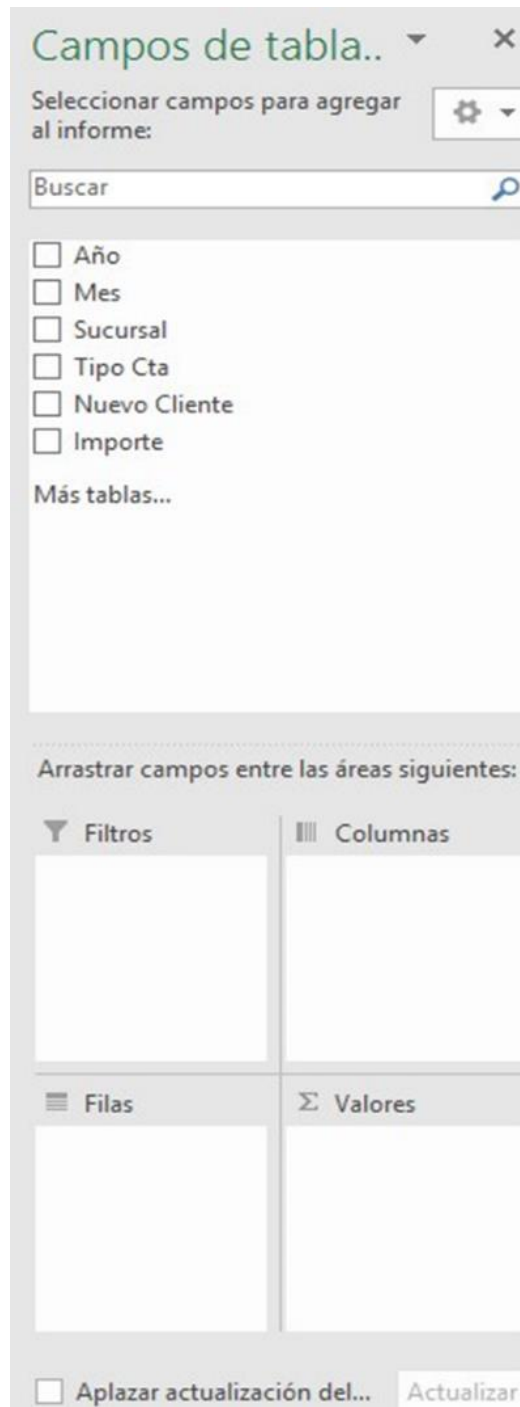 Campos de tabla..
Seleccionar campos para agregar
al informe:
Buscar
Año
Mes
Sucursal
Tipo Cta
Nuevo Cliente
Importe
Más tablas...
Arrastrar campos entre las áreas siguientes:
Filtros
Columnas
Filas
Σ Valores
Aplazar actualización del... Actualizar